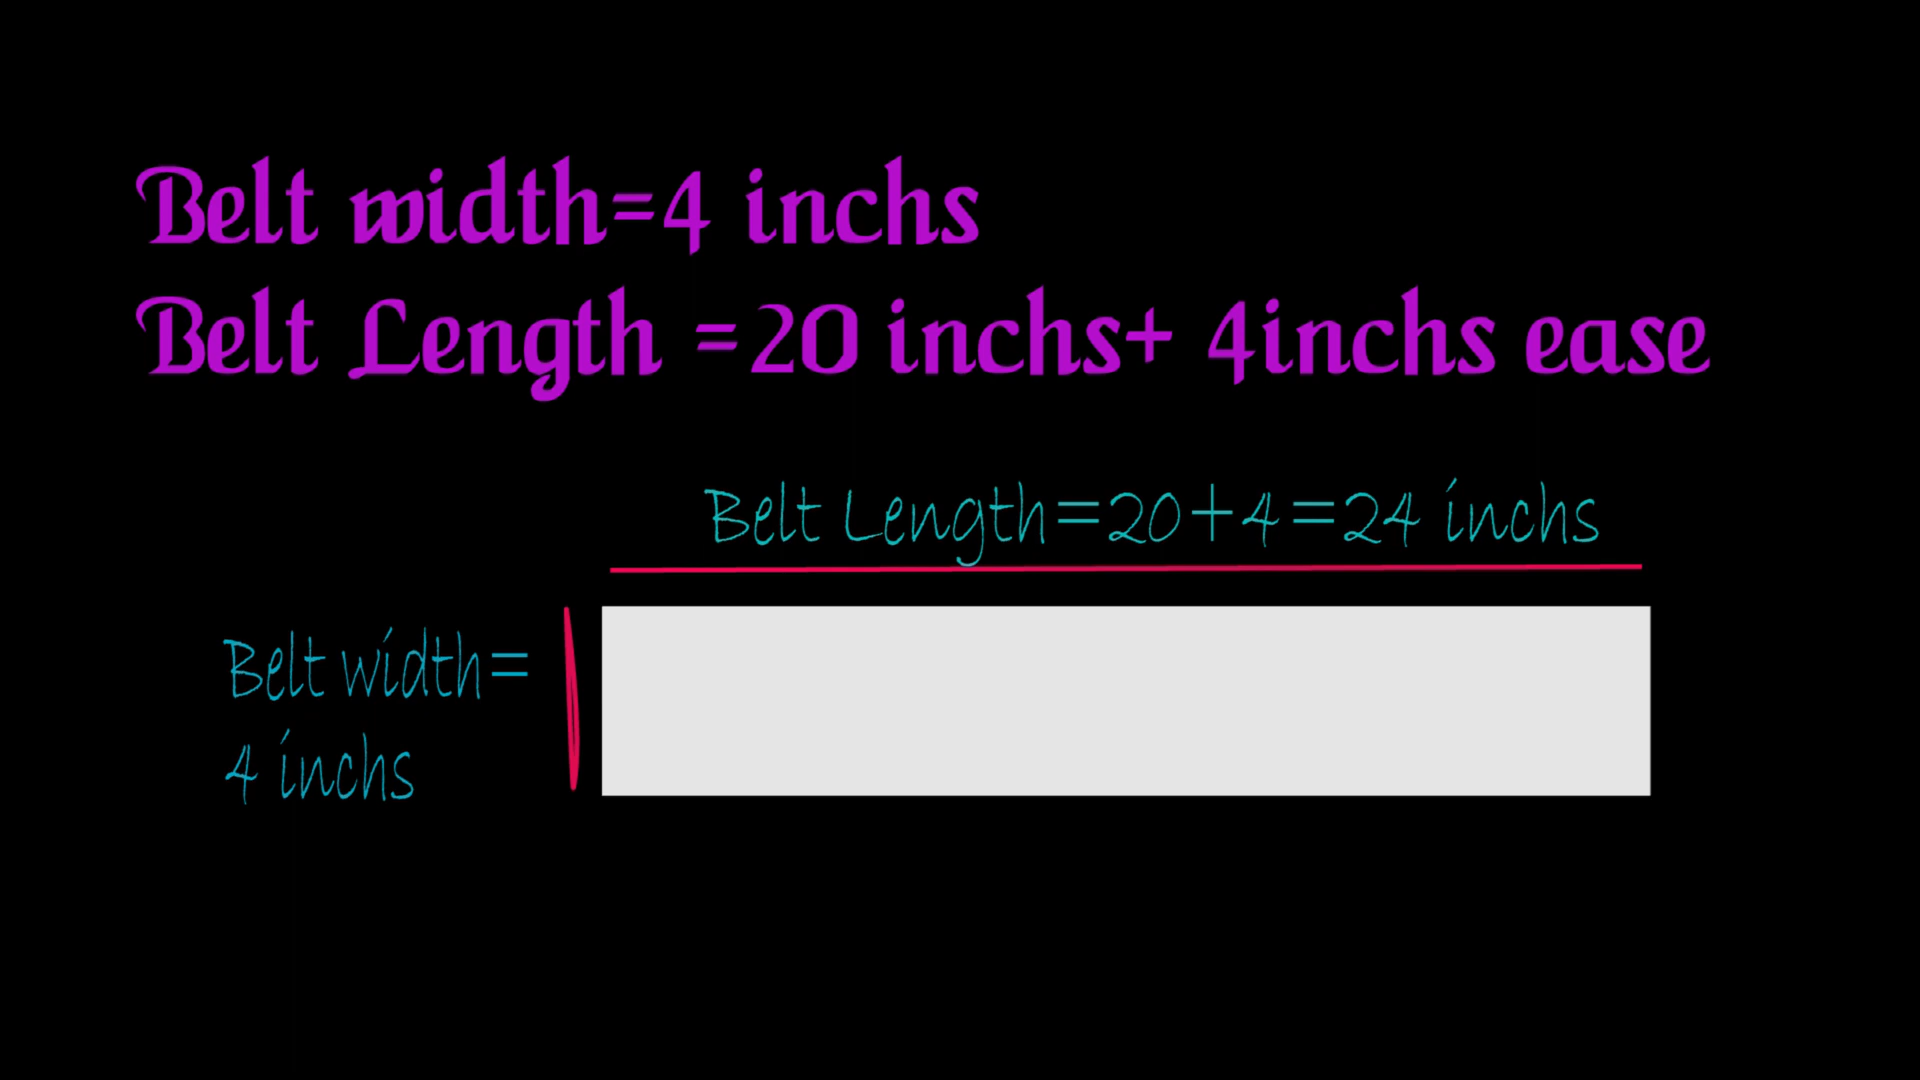 Belt width=4 inchs
Belt Length =20 inchs+ 4inchs ease
Belt Length=20+4=24 inchs
Belt width=
4 inchs